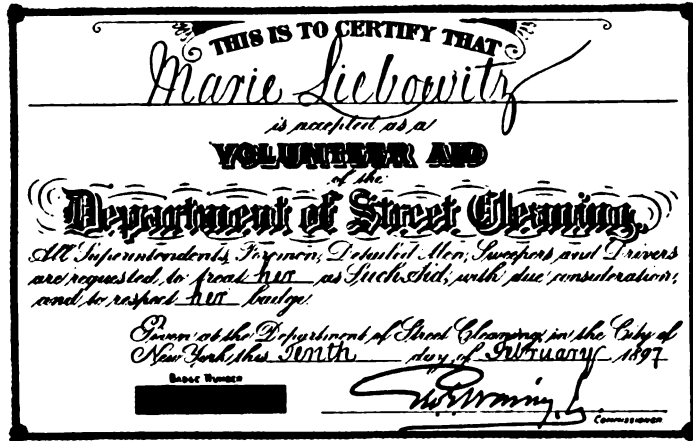 THIS IS TO CERTIFY THAT
Marie Liebowitz
is accepted as a
VOLUNTEER AID
of the
Department of Street Cleaning.
All Superintendents, Foremen, Detailed Men, Sweepers and Drivers
are requested, to treat her as Such Aid, with due consideration,
and to respect her badge.
Given at the Department of Street Cleaning, in the City of
New York, this Tenth day of February 1897
BADGE NUMBER
Geo. E. Waring, Jr.
COMMISSIONER